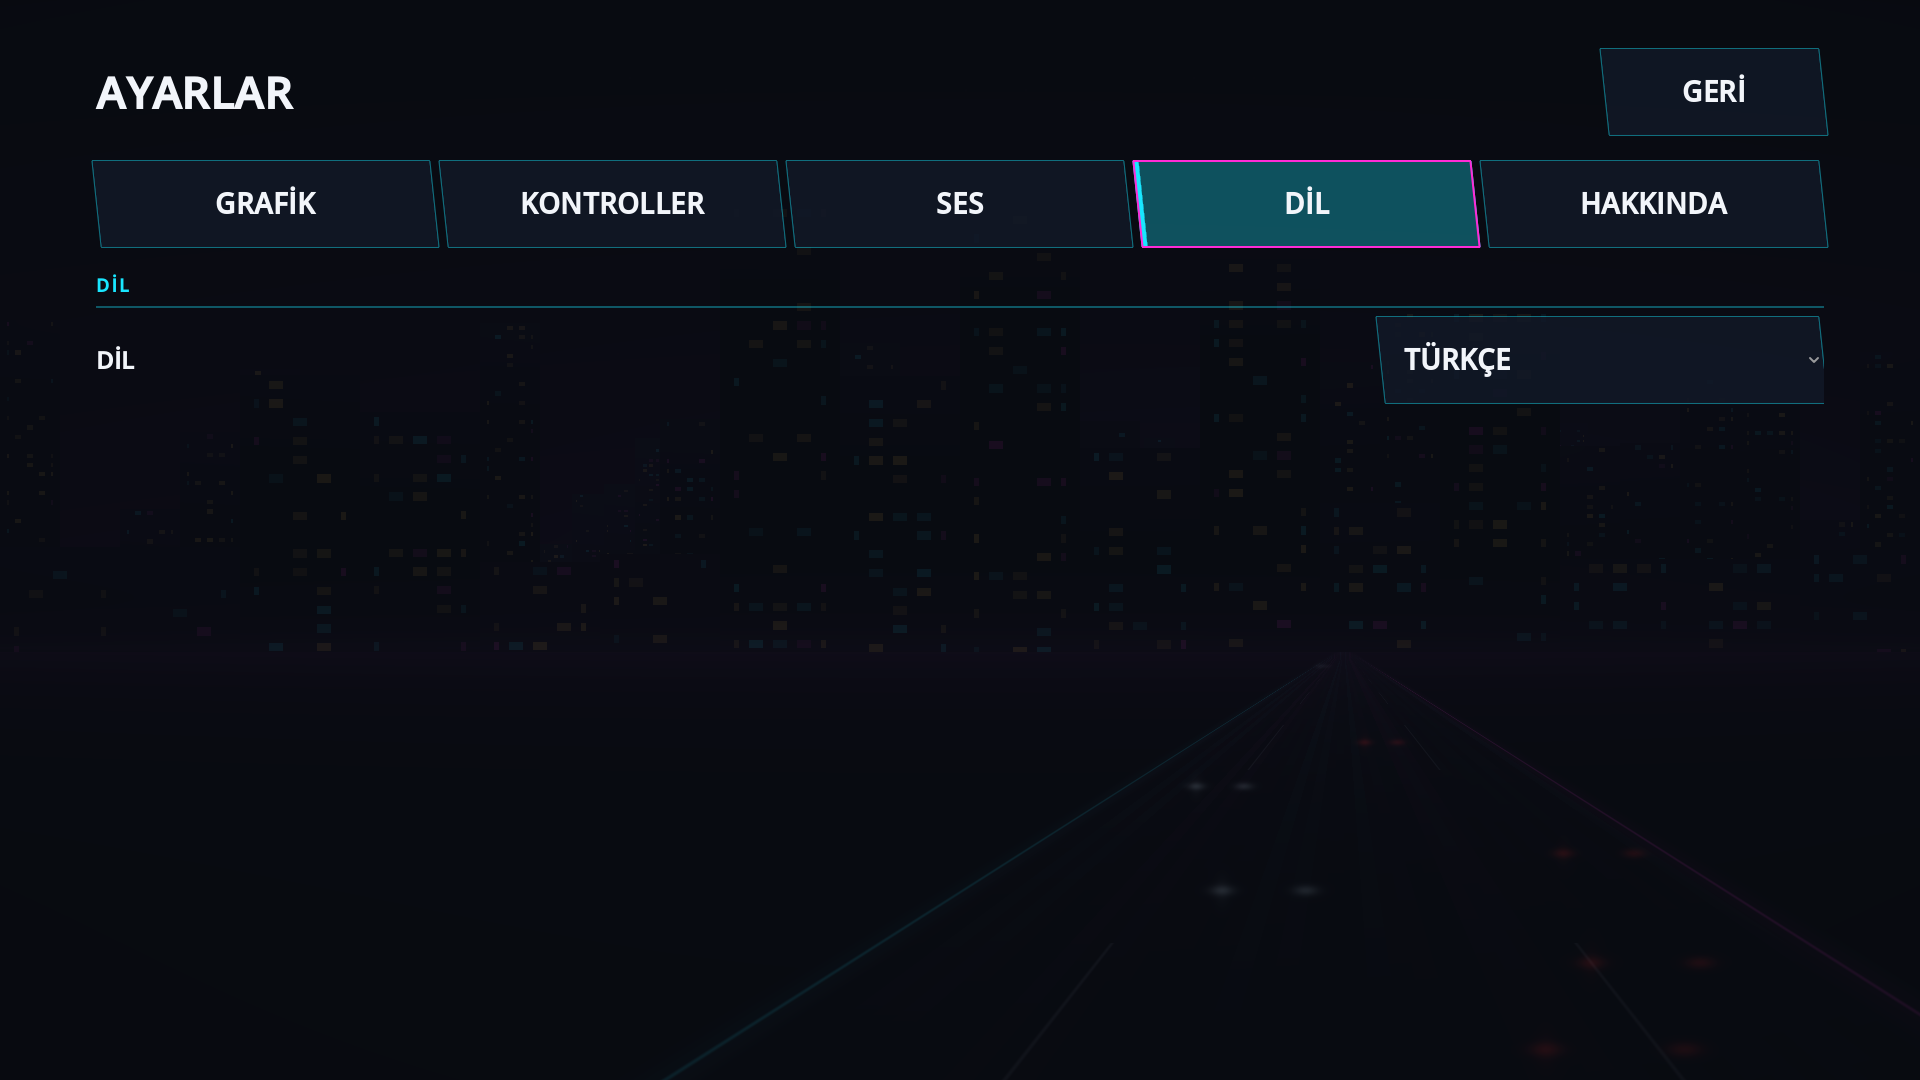 AYARLAR
GERİ
GRAFİK
KONTROLLER
SES
DİL
HAKKINDA
DİL
DİL
TÜRKÇE